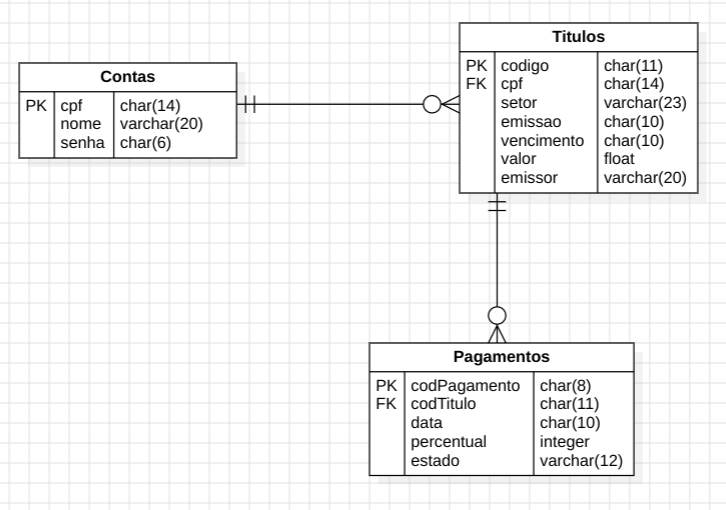 Contas
PK cpf char(14)
nome varchar(20)
senha char(6)
Titulos
PK codigo char(11)
FK cpf char(14)
setor varchar(23)
emissao char(10)
vencimento char(10)
valor float
emissor varchar(20)
Pagamentos
PK codPagamento char(8)
FK codTitulo char(11)
data char(10)
percentual integer
estado varchar(12)